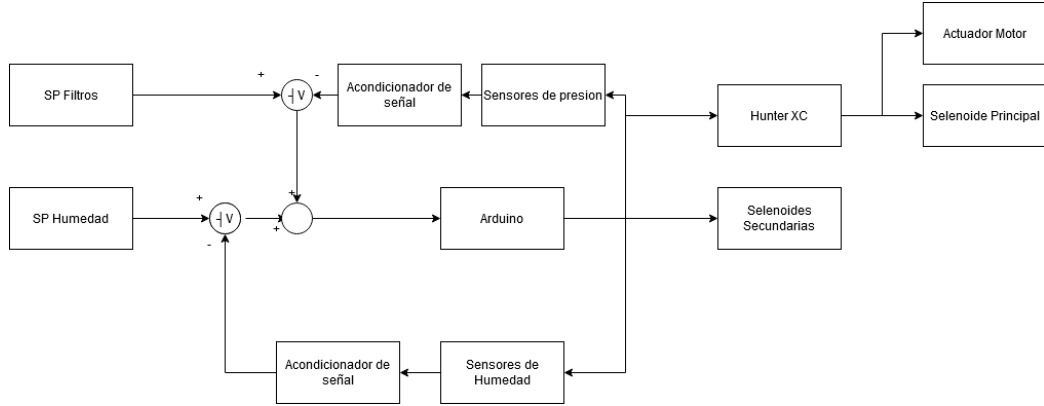 Actuador Motor
+
-
SP Filtros
-| V
Acondicionador de
señal
Sensores de presion
Hunter XC
Selenoide Principal
+
+
SP Humedad
-| V
+
-
Arduino
Selenoides
Secundarias
Acondicionador de
señal
Sensores de
Humedad